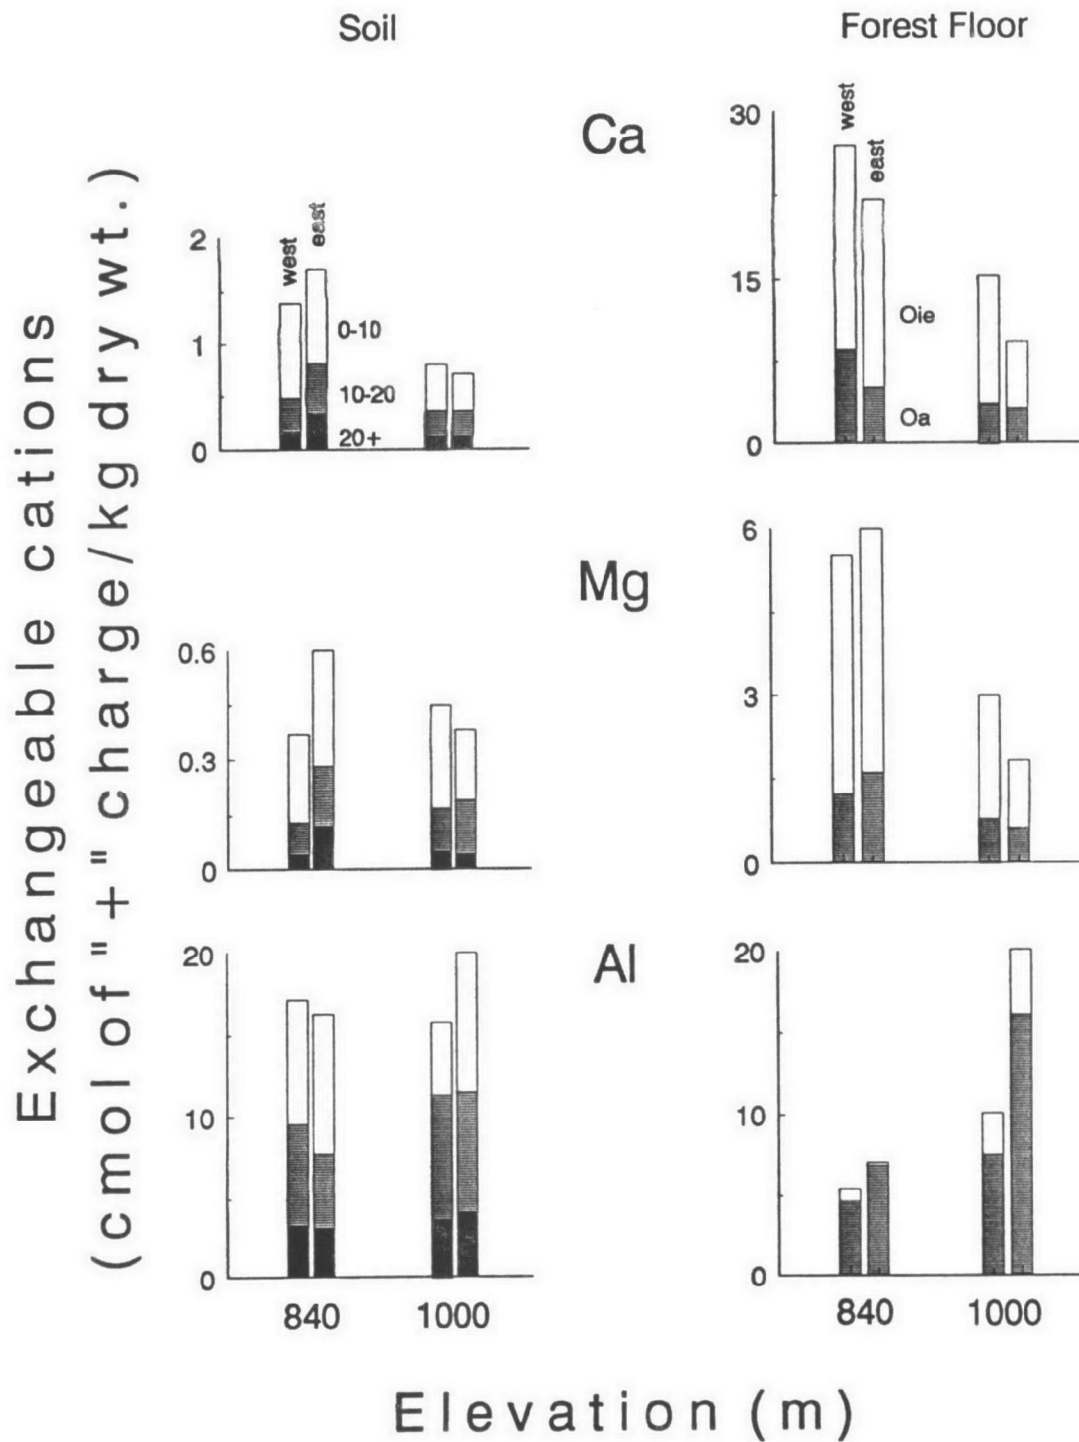 Soil
Forest Floor
Exchangeable cations
(cmol of "+" charge/kg dry wt.)
Ca
2
1
0
west
east
0-10
10-20
20+
30
15
0
west
east
Oie
Oa
Mg
0.6
0.3
0
6
3
0
Al
20
10
0
840
1000
20
10
0
840
1000
Elevation (m)